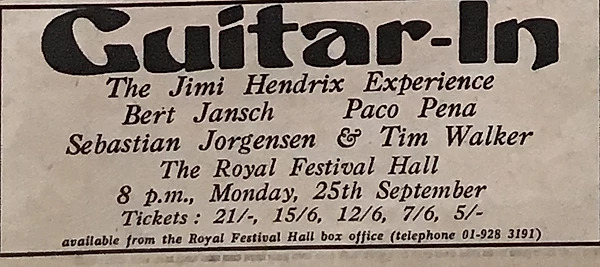 Guitar-In
The Jimi Hendrix Experience
Bert Jansch Paco Pena
Sebastian Jorgensen & Tim Walker
The Royal Festival Hall
8 p.m., Monday, 25th September
Tickets : 21/-, 15/6, 12/6, 7/6, 5/-
available from the Royal Festival Hall box office (telephone 01-928 3191)